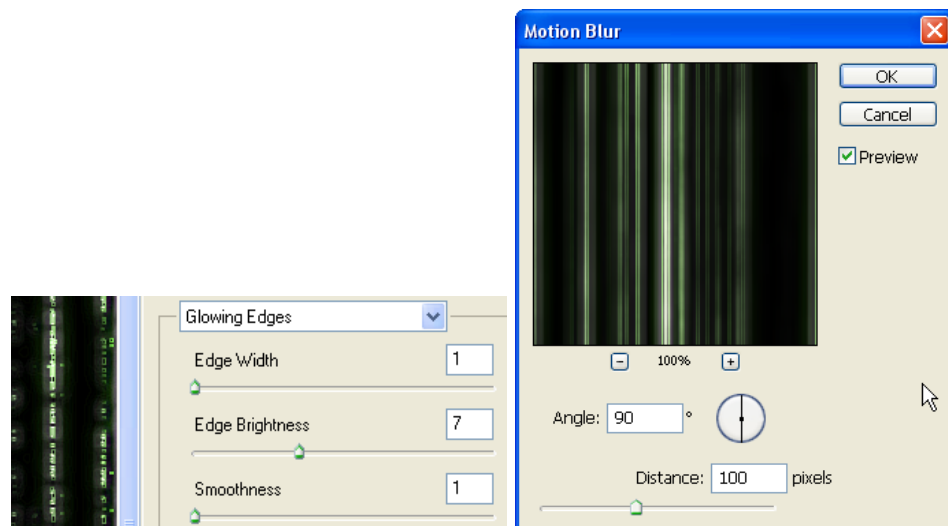 Glowing Edges
Edge Width 1
Edge Brightness 7
Smoothness 1
Motion Blur
OK
Cancel
Preview
100%
Angle: 90 °
Distance: 100 pixels